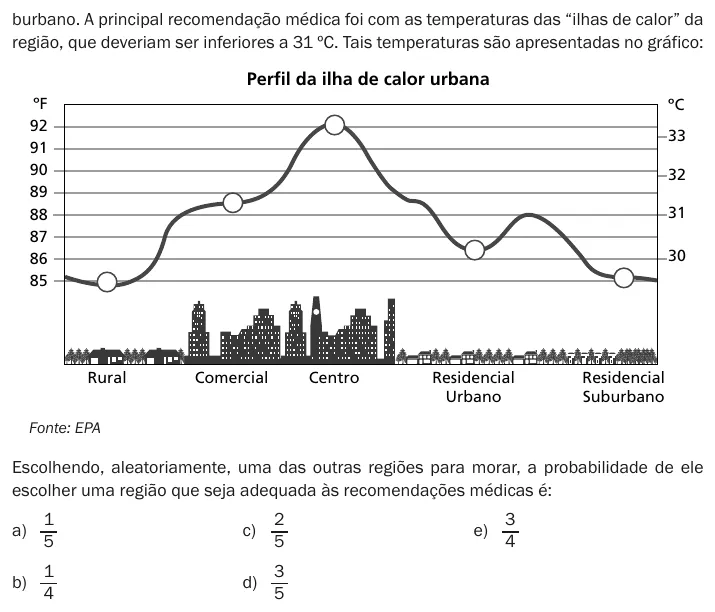 burbano. A principal recomendação médica foi com as temperaturas das “ilhas de calor” da
região, que deveriam ser inferiores a 31 ºC. Tais temperaturas são apresentadas no gráfico:
Perfil da ilha de calor urbana
ºF
ºC
92
91
90
89
88
87
86
85
33
32
31
30
Rural
Comercial
Centro
Residencial
Urbano
Residencial
Suburbano
Fonte: EPA
Escolhendo, aleatoriamente, uma das outras regiões para morar, a probabilidade de ele
escolher uma região que seja adequada às recomendações médicas é:
a) 1/5
b) 1/4
c) 2/5
d) 3/5
e) 3/4